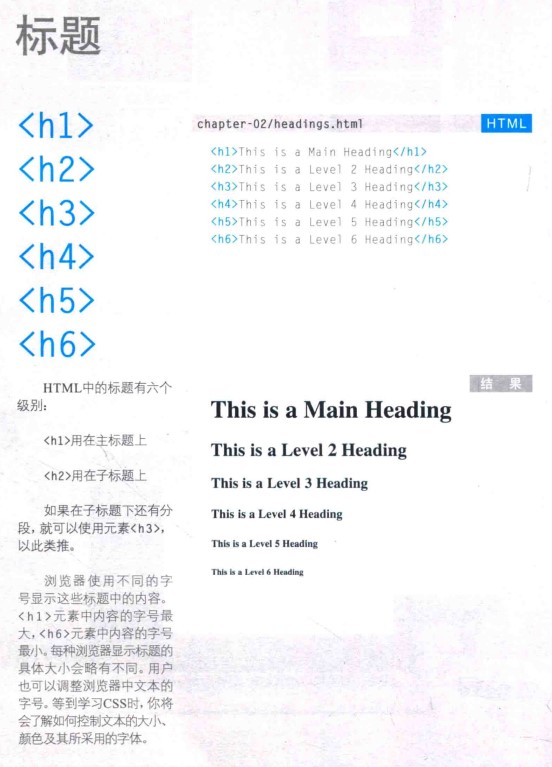 标题
<h1>
<h2>
<h3>
<h4>
<h5>
<h6>
HTML中的标题有六个
级别：
<h1>用在主标题上
<h2>用在子标题上
如果在子标题下还有分
段，就可以使用元素<h3>，
以此类推。
浏览器使用不同的字
号显示这些标题中的内容。
<h1>元素中内容的字号最
大，<h6>元素中内容的字号
最小。每种浏览器显示标题的
具体大小会略有不同。用户
也可以调整浏览器中文本的
字号。等到学习CSS时，你将
会了解如何控制文本的大小、
颜色及其所采用的字体。
chapter-02/headings.html
HTML
<h1>This is a Main Heading</h1>
<h2>This is a Level 2 Heading</h2>
<h3>This is a Level 3 Heading</h3>
<h4>This is a Level 4 Heading</h4>
<h5>This is a Level 5 Heading</h5>
<h6>This is a Level 6 Heading</h6>
结 果
This is a Main Heading
This is a Level 2 Heading
This is a Level 3 Heading
This is a Level 4 Heading
This is a Level 5 Heading
This is a Level 6 Heading